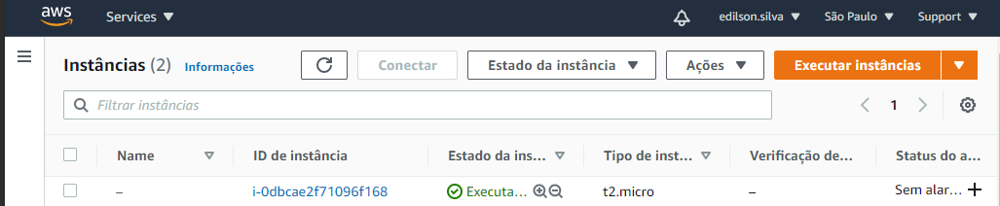 aws Services ▼ edilson.silva ▼ São Paulo ▼ Support ▼
Instâncias (2) Informações Conectar Estado da instância ▼ Ações ▼ Executar instâncias ▼
Filtrar instâncias 1
Name ID de instância Estado da ins... Tipo de inst... Verificação de... Status do a...
– i-0dbcae2f71096f168 Executa... t2.micro – Sem alar... +